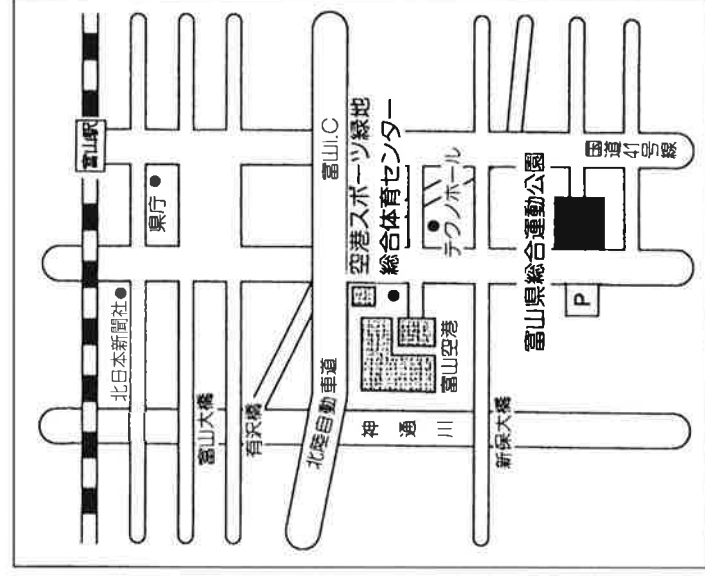 富山駅
県庁
北日本新聞社
富山大橋
有沢橋
北陸自動車道
富山I.C
空港スポーツ緑地
総合体育センター
テクノホール
富山空港
神通川
新保大橋
富山県総合運動公園
国道41号線
P